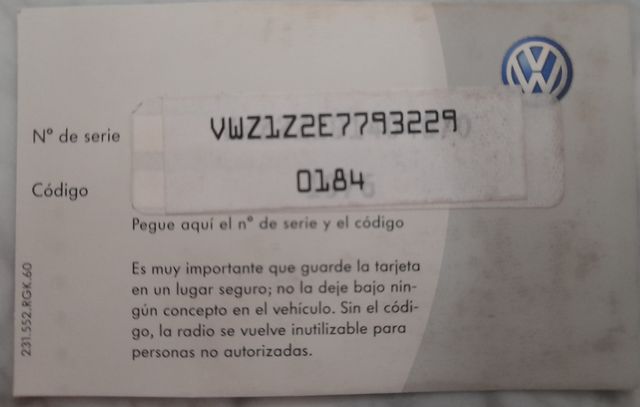 Nº de serie VWZ1Z2E7793229
Código 0184
Pegue aquí el nº de serie y el código
Es muy importante que guarde la tarjeta
en un lugar seguro; no la deje bajo nin-
gún concepto en el vehículo. Sin el códi-
go, la radio se vuelve inutilizable para
personas no autorizadas.
231.552.RGK.60
VW